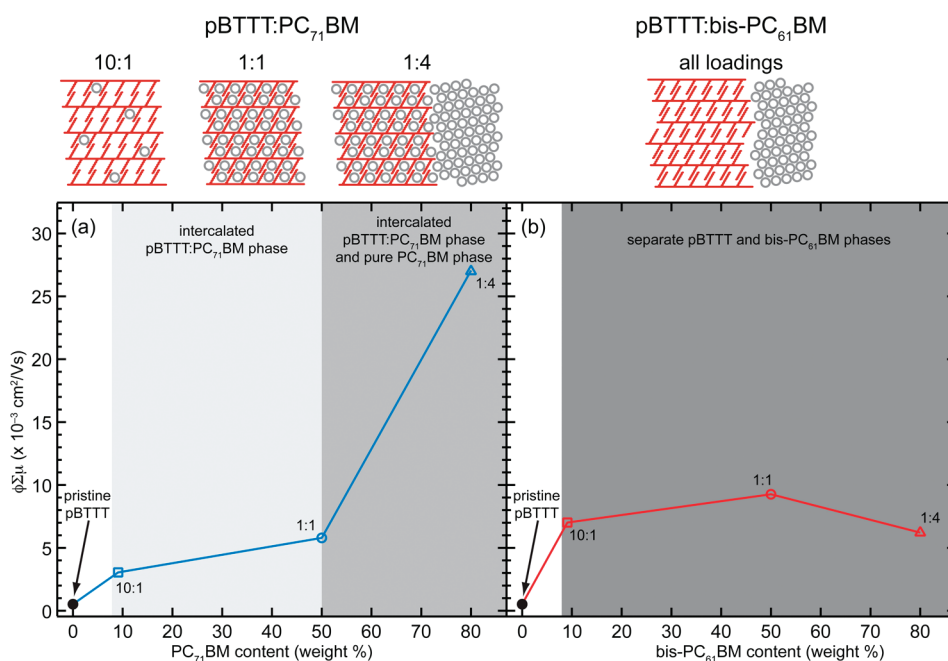 pBTTT:PC₇₁BM
10:1 1:1 1:4
pBTTT:bis-PC₆₁BM
all loadings
(a)
intercalated
pBTTT:PC₇₁BM phase
intercalated
pBTTT:PC₇₁BM phase
and pure PC₇₁BM phase
30
25
20
15
10
5
0
ϕΣμ (x 10⁻³ cm²/Vs)
pristine
pBTTT
10:1
1:1
1:4
0 10 20 30 40 50 60 70 80
PC₇₁BM content (weight %)
(b)
separate pBTTT and bis-PC₆₁BM phases
pristine
pBTTT
10:1
1:1
1:4
0 10 20 30 40 50 60 70 80
bis-PC₆₁BM content (weight %)